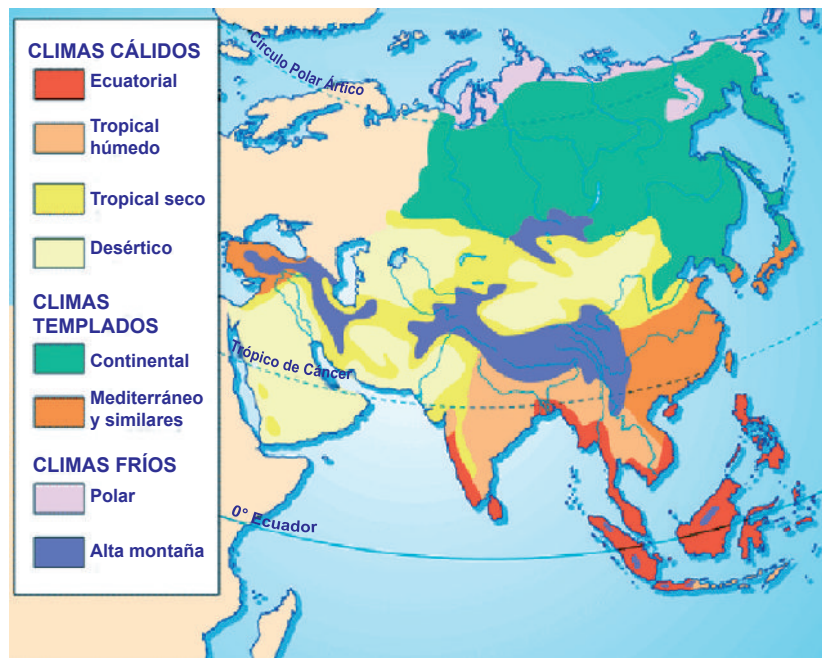 CLIMAS CÁLIDOS
Ecuatorial
Tropical
húmedo
Tropical seco
Desértico
CLIMAS
TEMPLADOS
Continental
Mediterráneo
y similares
CLIMAS FRÍOS
Polar
Alta montaña
Círculo Polar Ártico
Trópico de Cáncer
0° Ecuador